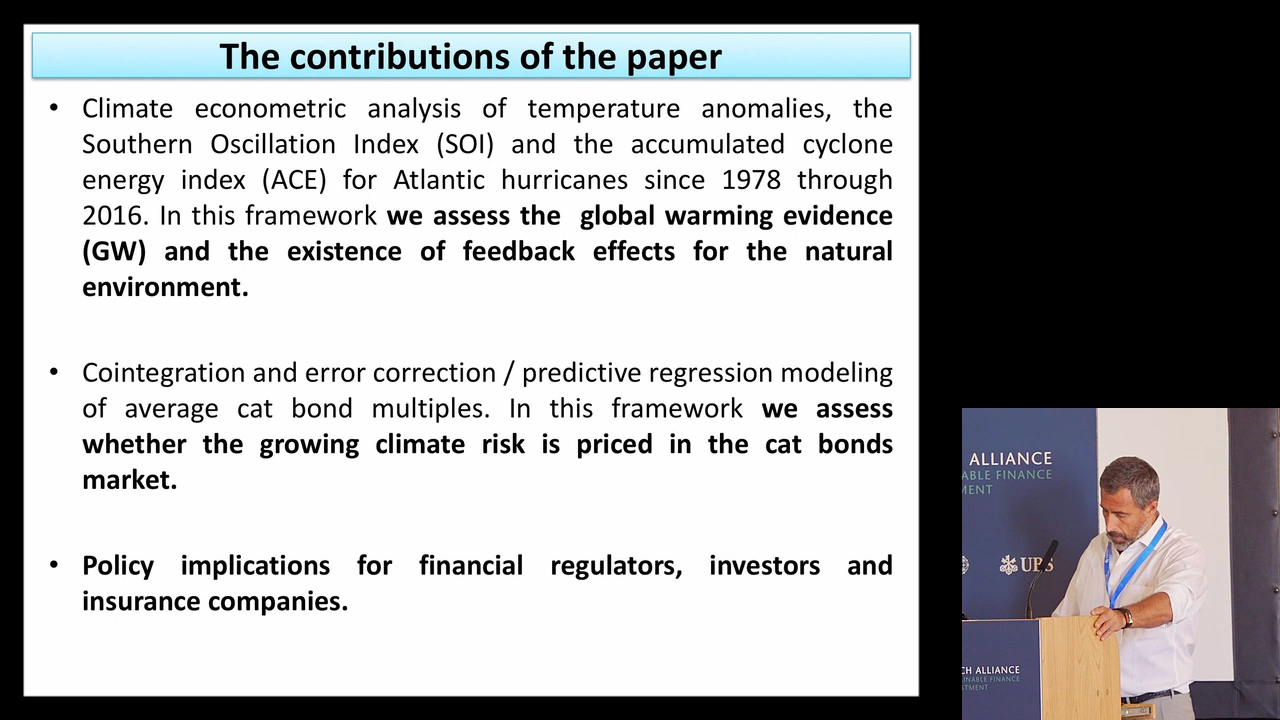 The contributions of the paper
• Climate econometric analysis of temperature anomalies, the
Southern Oscillation Index (SOI) and the accumulated cyclone
energy index (ACE) for Atlantic hurricanes since 1978 through
2016. In this framework we assess the global warming evidence
(GW) and the existence of feedback effects for the natural
environment.
• Cointegration and error correction / predictive regression modeling
of average cat bond multiples. In this framework we assess
whether the growing climate risk is priced in the cat bonds
market.
• Policy implications for financial regulators, investors and
insurance companies.
ALLIANCE
ABLE FINANCE
MENT
UBS
CH ALLIANCE
AINABLE FINANCE
STMENT